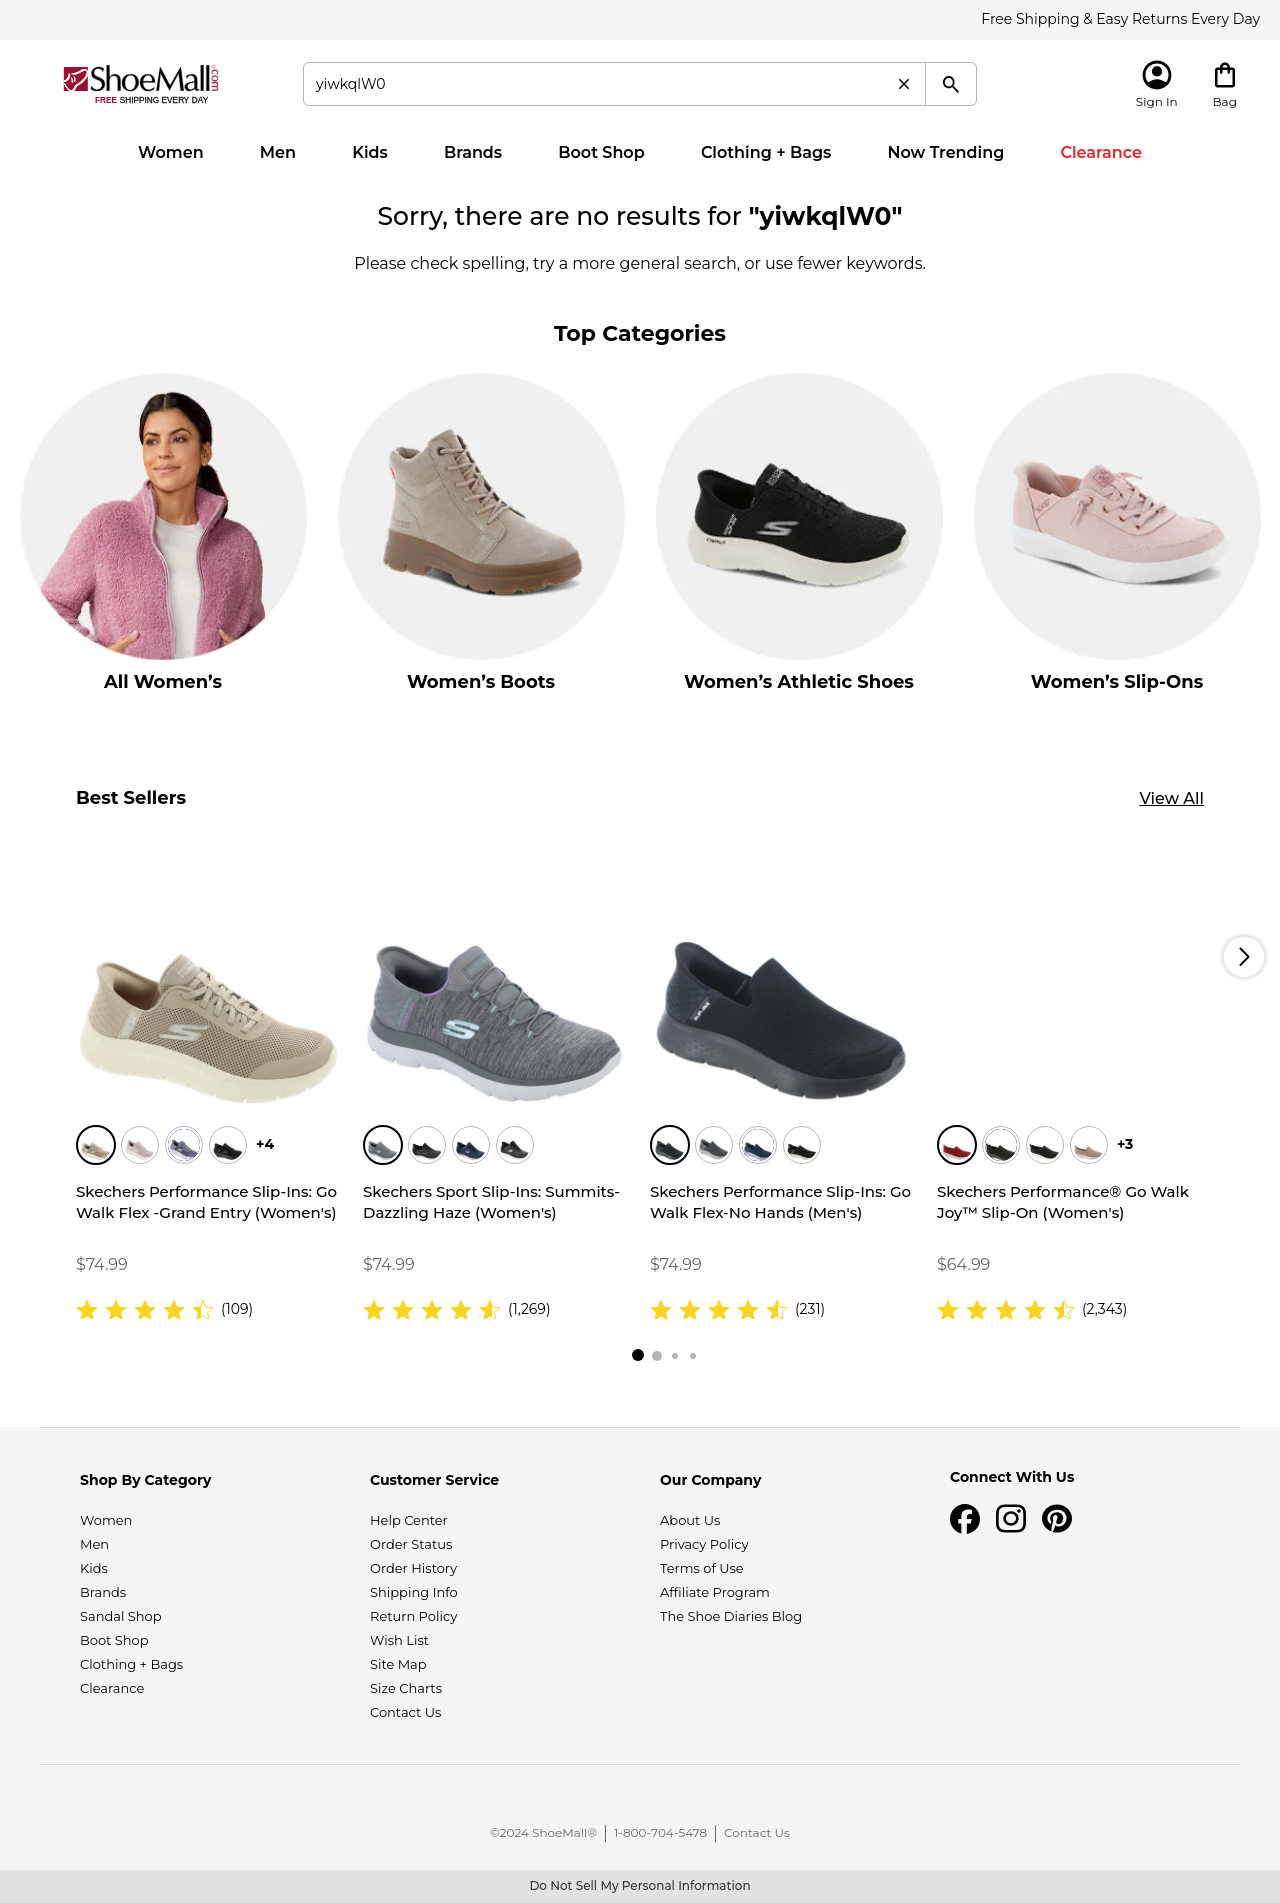 Free Shipping & Easy Returns Every Day
ShoeMall.com
FREE SHIPPING EVERY DAY
yiwkqlW0
Sign In
Bag
Women Men Kids Brands Boot Shop Clothing + Bags Now Trending Clearance
Sorry, there are no results for "yiwkqlW0"
Please check spelling, try a more general search, or use fewer keywords.
Top Categories
All Women’s
Women’s Boots
Women’s Athletic Shoes
Women’s Slip-Ons
Best Sellers
View All
+4
Skechers Performance Slip-Ins: Go
Walk Flex -Grand Entry (Women's)
$74.99
(109)
Skechers Sport Slip-Ins: Summits-
Dazzling Haze (Women's)
$74.99
(1,269)
Skechers Performance Slip-Ins: Go
Walk Flex-No Hands (Men's)
$74.99
(231)
+3
Skechers Performance® Go Walk
Joy™ Slip-On (Women's)
$64.99
(2,343)
Shop By Category
Women
Men
Kids
Brands
Sandal Shop
Boot Shop
Clothing + Bags
Clearance
Customer Service
Help Center
Order Status
Order History
Shipping Info
Return Policy
Wish List
Site Map
Size Charts
Contact Us
Our Company
About Us
Privacy Policy
Terms of Use
Affiliate Program
The Shoe Diaries Blog
Connect With Us
©2024 ShoeMall® 1-800-704-5478 Contact Us
Do Not Sell My Personal Information